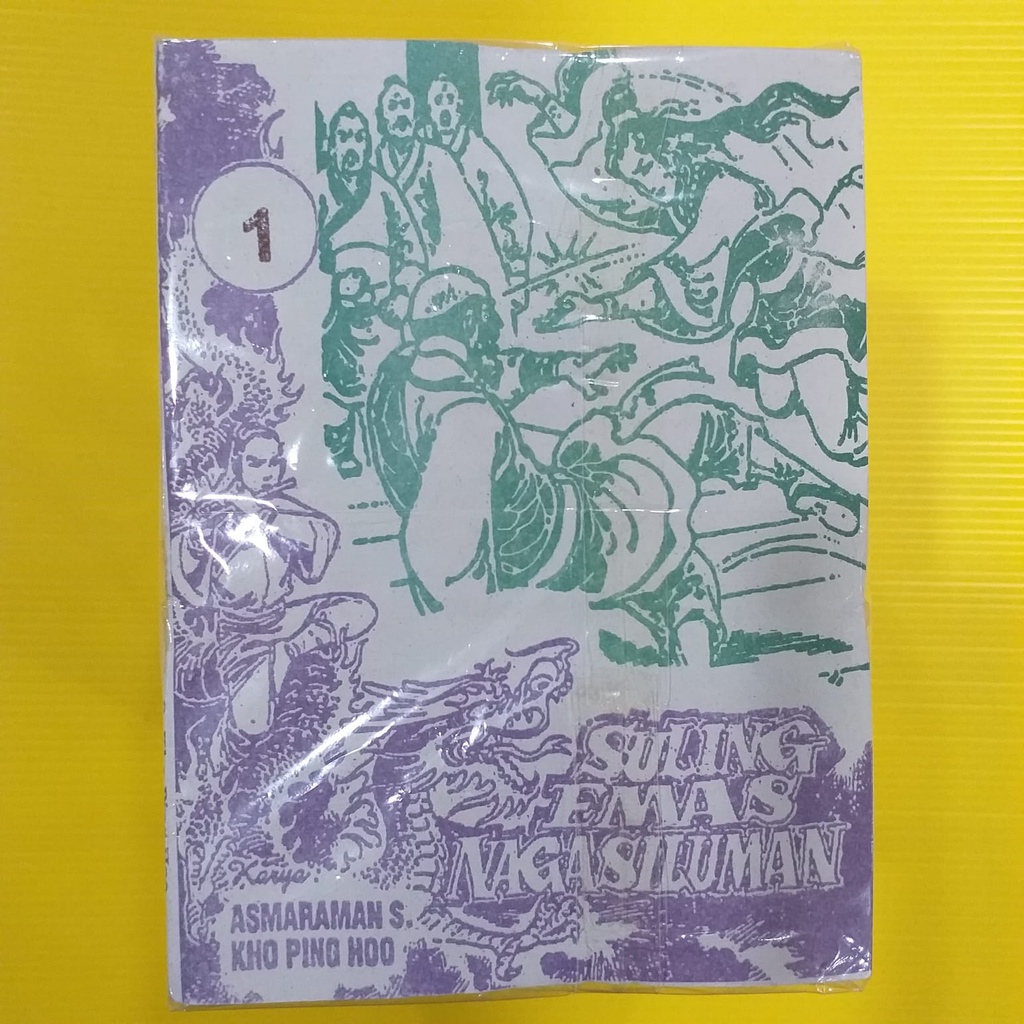 1
SULING
EMAS
NAGASILUMAN
Karya
ASMARAMAN S.
KHO PING HOO